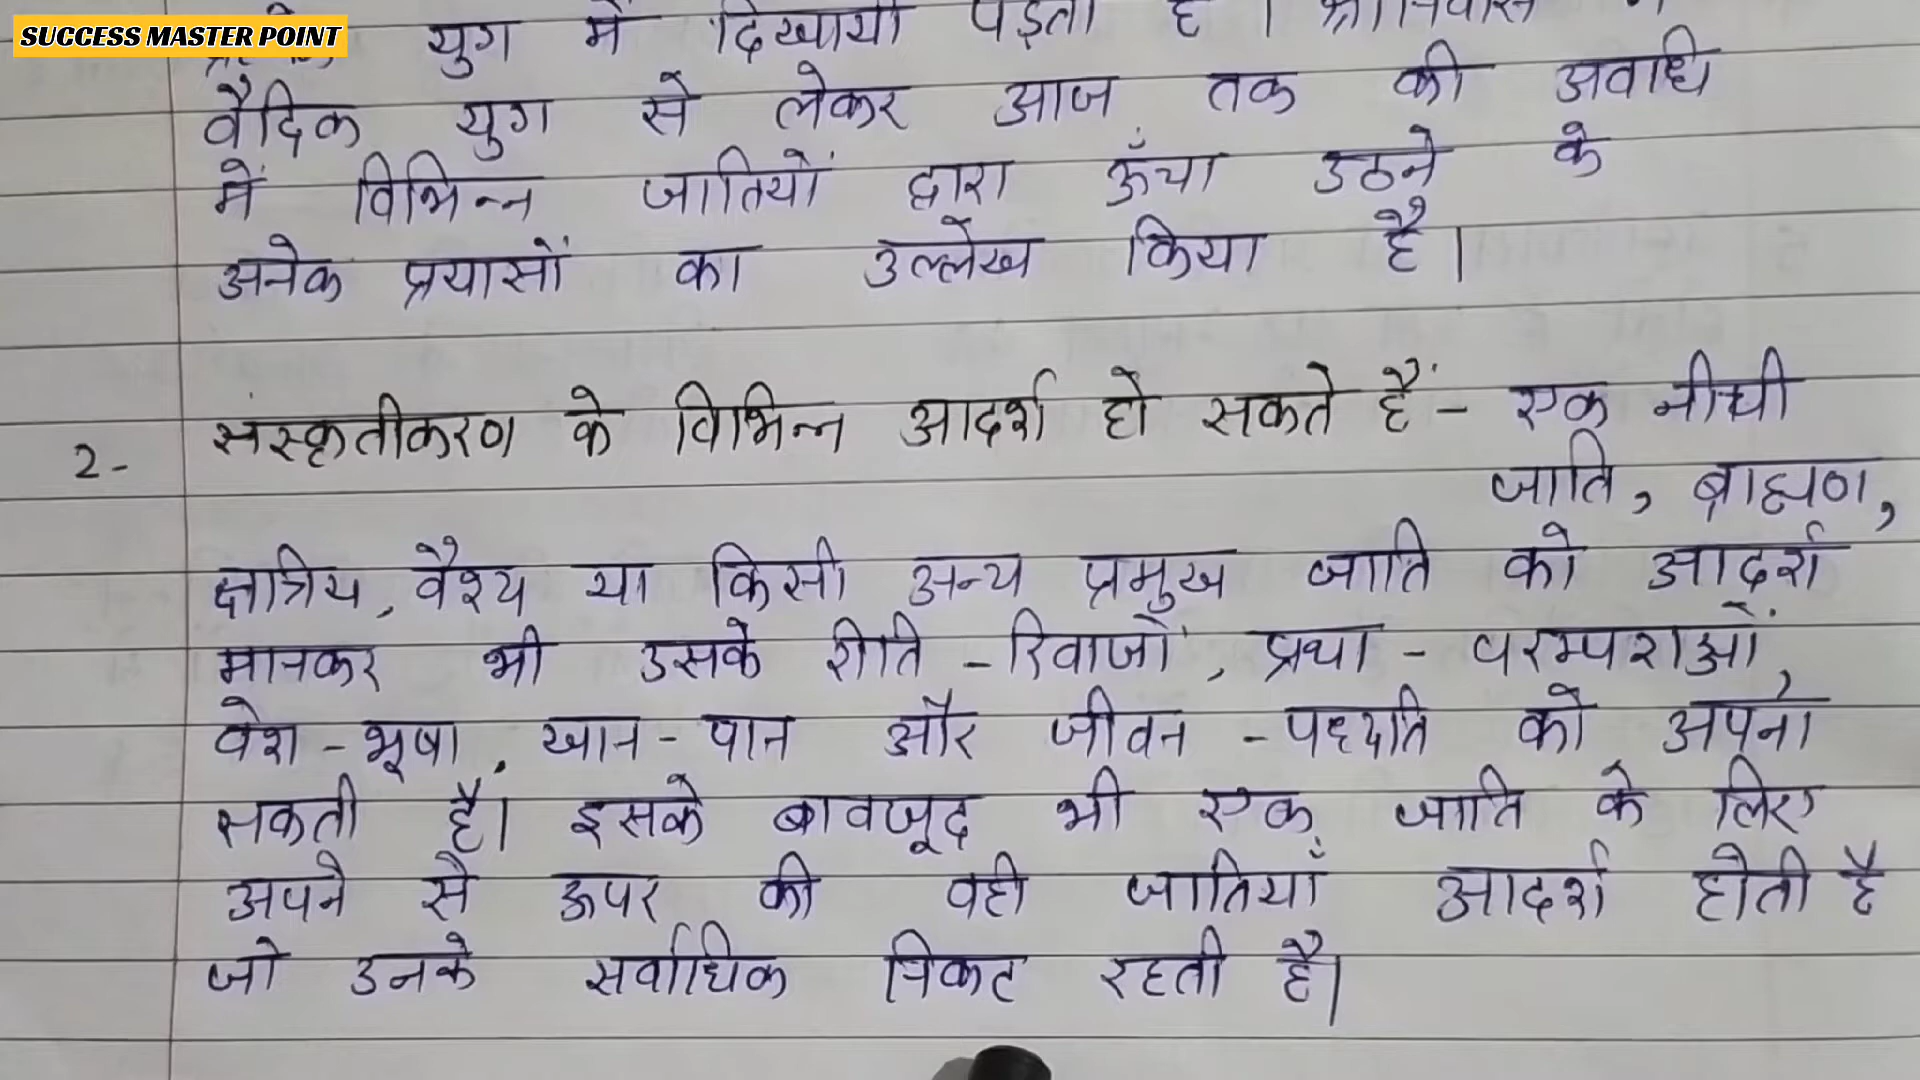 SUCCESS MASTER POINT
युग में दिखायी पड़ता है । श्रीनिवास ने
वैदिक युग से लेकर आज तक की अवधि
में विभिन्न जातियों द्वारा ऊँचा उठने के
अनेक प्रयासों का उल्लेख किया है।
2- संस्कृतीकरण के विभिन्न आदर्श हो सकते हैं - एक नीची
जाति, ब्राह्मण,
क्षत्रिय, वैश्य या किसी अन्य प्रमुख जाति को आदर्श
मानकर भी उसके रीति - रिवाजों, प्रथा - परम्पराओं,
वेश - भूषा, खान - पान और जीवन - पद्धति को अपना
सकती है। इसके बावजूद भी एक जाति के लिए
अपने से ऊपर की वही जातियाँ आदर्श होती है
जो उनके सर्वाधिक निकट रहती है।